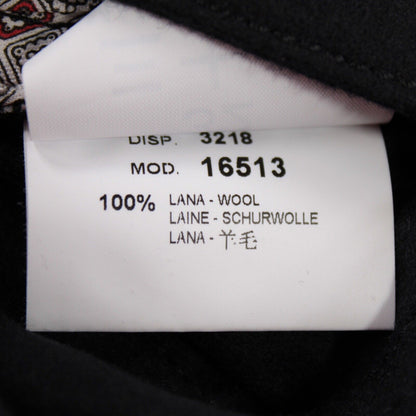 DISP. 3218
MOD. 16513
100% LANA - WOOL
LAINE - SCHURWOLLE
LANA - 羊毛